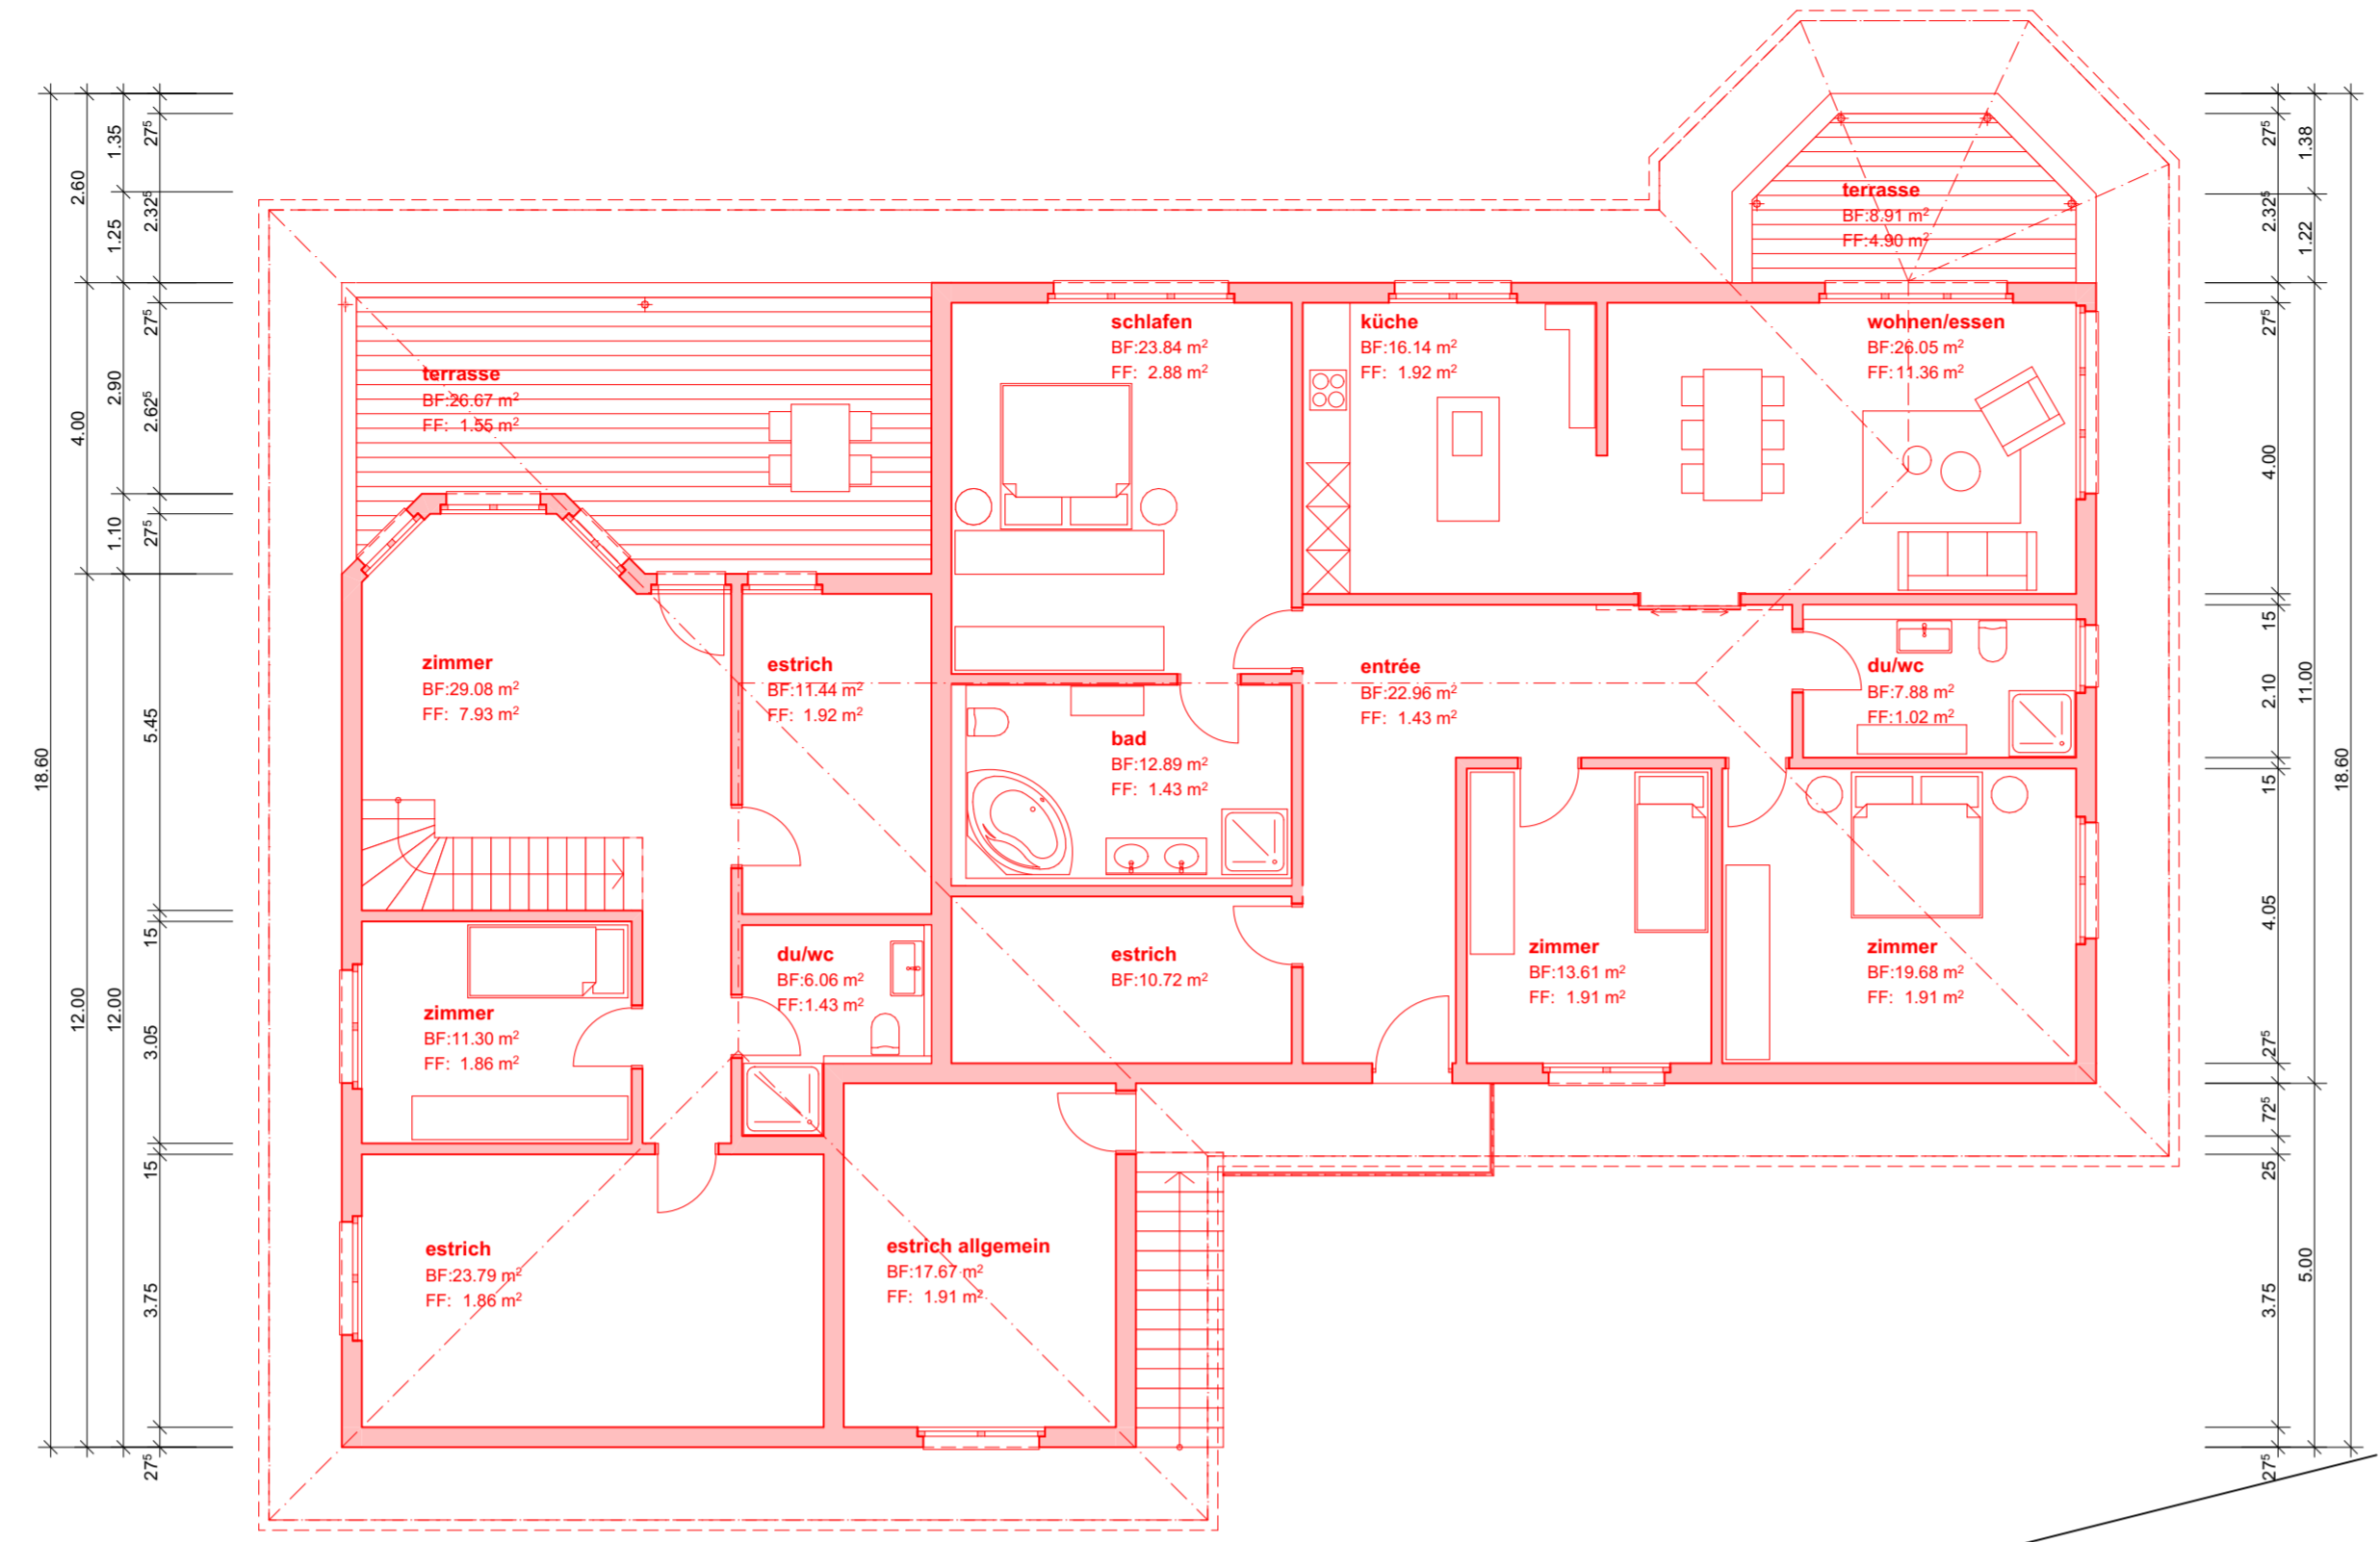 terrasse
BF:8.91 m²
FF:4.90 m²
schlafen
BF:23.84 m²
FF: 2.88 m²
küche
BF:16.14 m²
FF: 1.92 m²
wohnen/essen
BF:26.05 m²
FF:11.36 m²
terrasse
BF:26.67 m²
FF: 1.55 m²
zimmer
BF:29.08 m²
FF: 7.93 m²
estrich
BF:11.44 m²
FF: 1.92 m²
entrée
BF:22.96 m²
FF: 1.43 m²
du/wc
BF:7.88 m²
FF:1.02 m²
bad
BF:12.89 m²
FF: 1.43 m²
zimmer
BF:11.30 m²
FF: 1.86 m²
du/wc
BF:6.06 m²
FF:1.43 m²
estrich
BF:10.72 m²
zimmer
BF:13.61 m²
FF: 1.91 m²
zimmer
BF:19.68 m²
FF: 1.91 m²
estrich
BF:23.79 m²
FF: 1.86 m²
estrich allgemein
BF:17.67 m²
FF: 1.91 m²
18.60
2.60
4.00
12.00
1.35
1.25
2.90
1.10
12.00
27⁵
2.32⁵
27⁵
2.62⁵
27⁵
5.45
15
3.05
15
3.75
27⁵
27⁵
2.32⁵
27⁵
4.00
15
2.10
15
4.05
27⁵
72⁵
25
3.75
27⁵
1.38
1.22
11.00
5.00
18.60